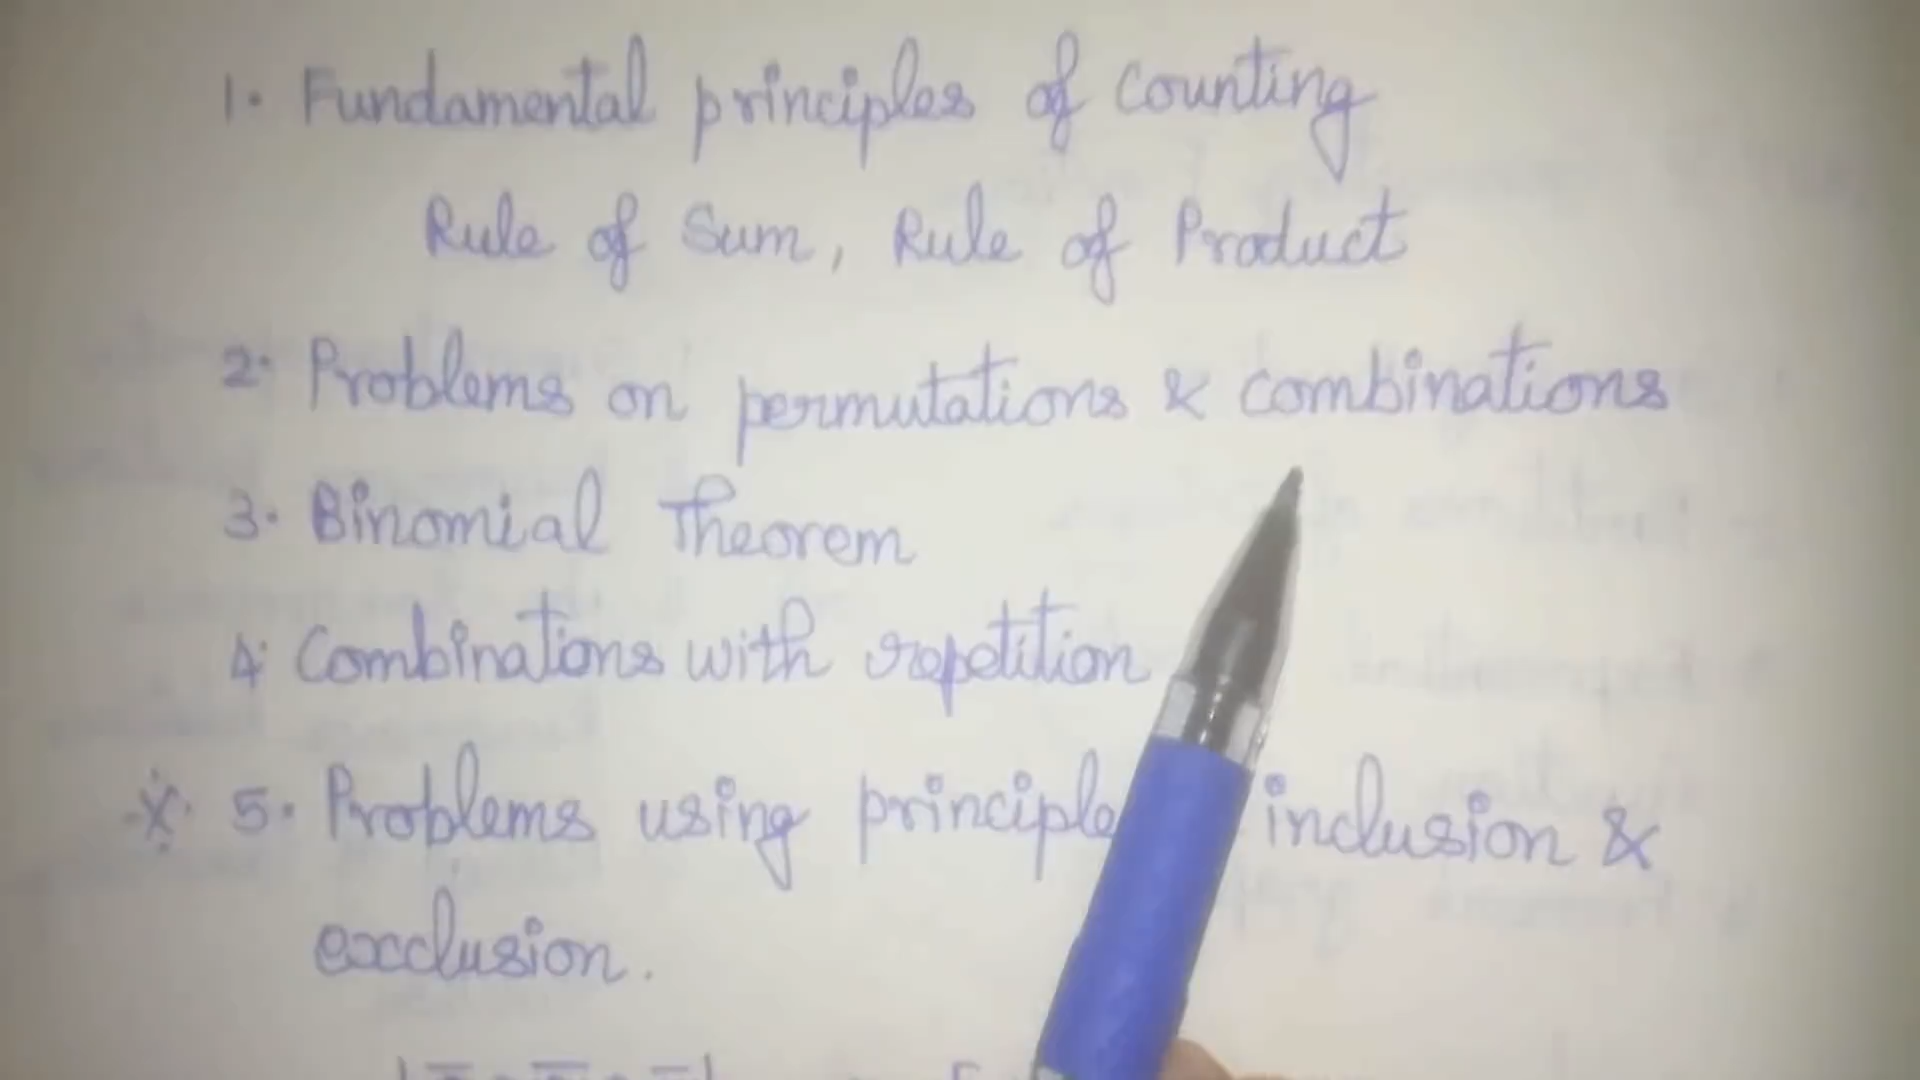 1. Fundamental principles of Counting
Rule of Sum, Rule of Product
2. Problems on permutations & combinations
3. Binomial Theorem
4. Combinations with repetition
5. Problems using principle inclusion &
exclusion.